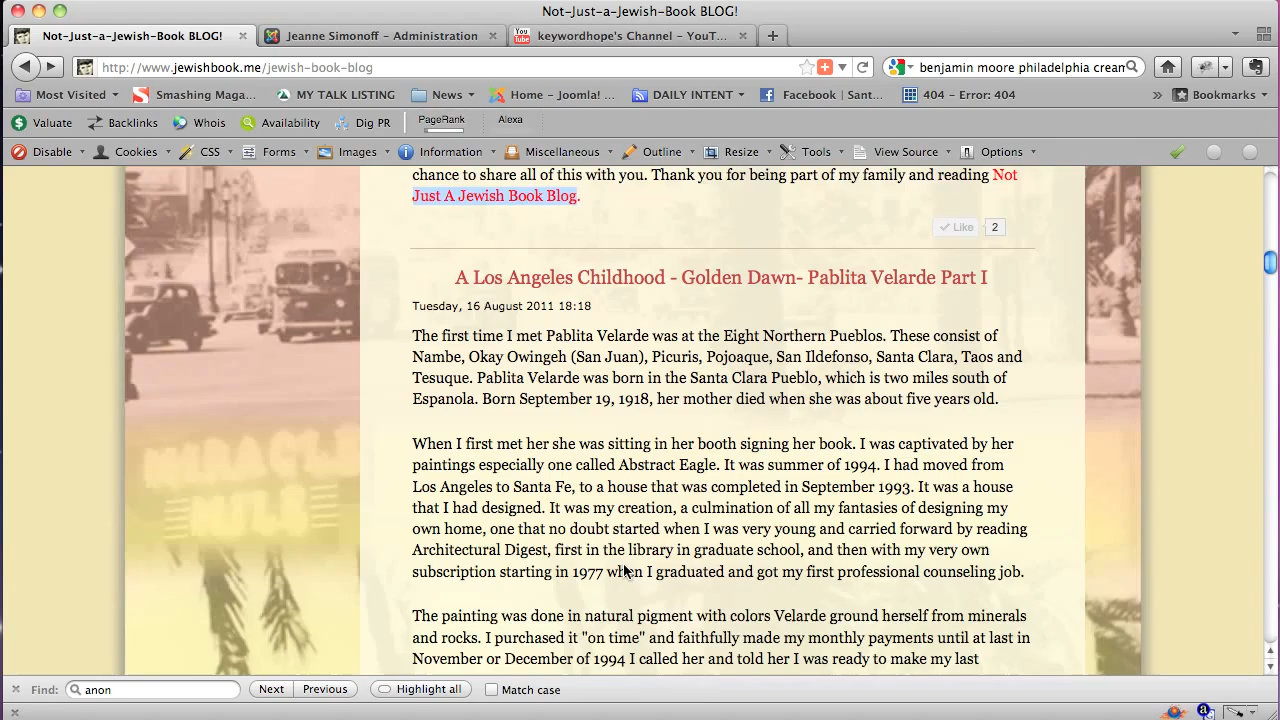 Not-Just-a-Jewish-Book BLOG!
Not-Just-a-Jewish-Book BLOG!
Jeanne Simonoff - Administration
You Tube
keywordhope's Channel - YouT...
http://www.jewishbook.me/jewish-book-blog
benjamin moore philadelphia cream
Most Visited
Smashing Maga...
MY TALK LISTING
News
Home - Joomla! ...
DAILY INTENT
Facebook | Sant...
404 - Error: 404
Bookmarks
Valuate
Backlinks
Whois
Availability
Dig PR
PageRank
Alexa
Disable
Cookies
CSS
Forms
Images
Information
Miscellaneous
Outline
Resize
Tools
View Source
Options
chance to share all of this with you. Thank you for being part of my family and reading Not
Just A Jewish Book Blog.
Like
2
A Los Angeles Childhood - Golden Dawn- Pablita Velarde Part I
Tuesday, 16 August 2011 18:18
The first time I met Pablita Velarde was at the Eight Northern Pueblos. These consist of
Nambe, Okay Owingeh (San Juan), Picuris, Pojoaque, San Ildefonso, Santa Clara, Taos and
Tesuque. Pablita Velarde was born in the Santa Clara Pueblo, which is two miles south of
Espanola. Born September 19, 1918, her mother died when she was about five years old.
When I first met her she was sitting in her booth signing her book. I was captivated by her
paintings especially one called Abstract Eagle. It was summer of 1994. I had moved from
Los Angeles to Santa Fe, to a house that was completed in September 1993. It was a house
that I had designed. It was my creation, a culmination of all my fantasies of designing my
own home, one that no doubt started when I was very young and carried forward by reading
Architectural Digest, first in the library in graduate school, and then with my very own
subscription starting in 1977 when I graduated and got my first professional counseling job.
MIRACLE
MILE
The painting was done in natural pigment with colors Velarde ground herself from minerals
and rocks. I purchased it "on time" and faithfully made my monthly payments until at last in
November or December of 1994 I called her and told her I was ready to make my last
Find:
anon
Next
Previous
Highlight all
Match case